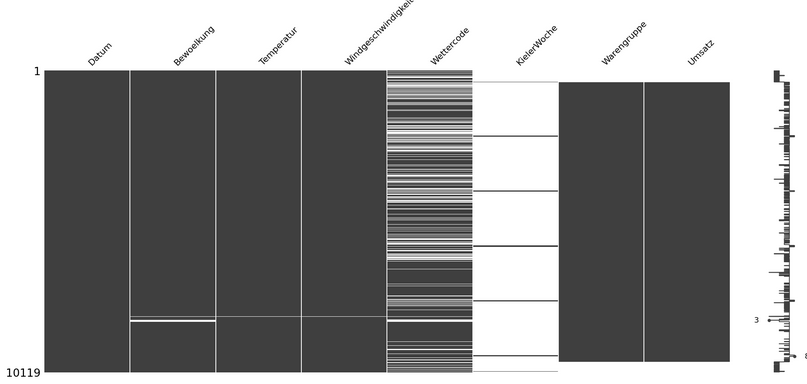 Datum
Bewoelkung
Temperatur
Windgeschwindigkeit
Wettercode
KielerWoche
Warengruppe
Umsatz
1
3
8
10119